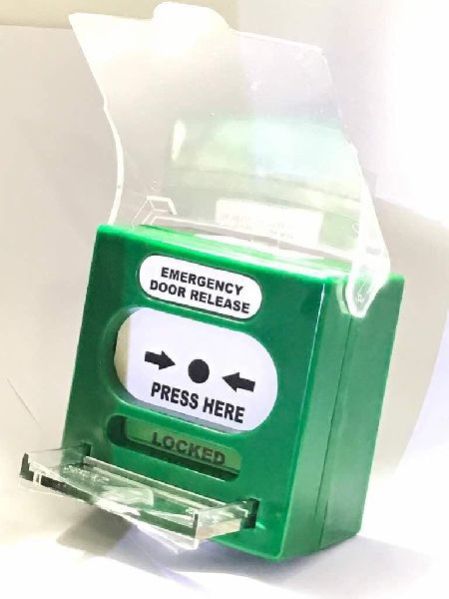 EMERGENCY
DOOR RELEASE
PRESS HERE
LOCKED